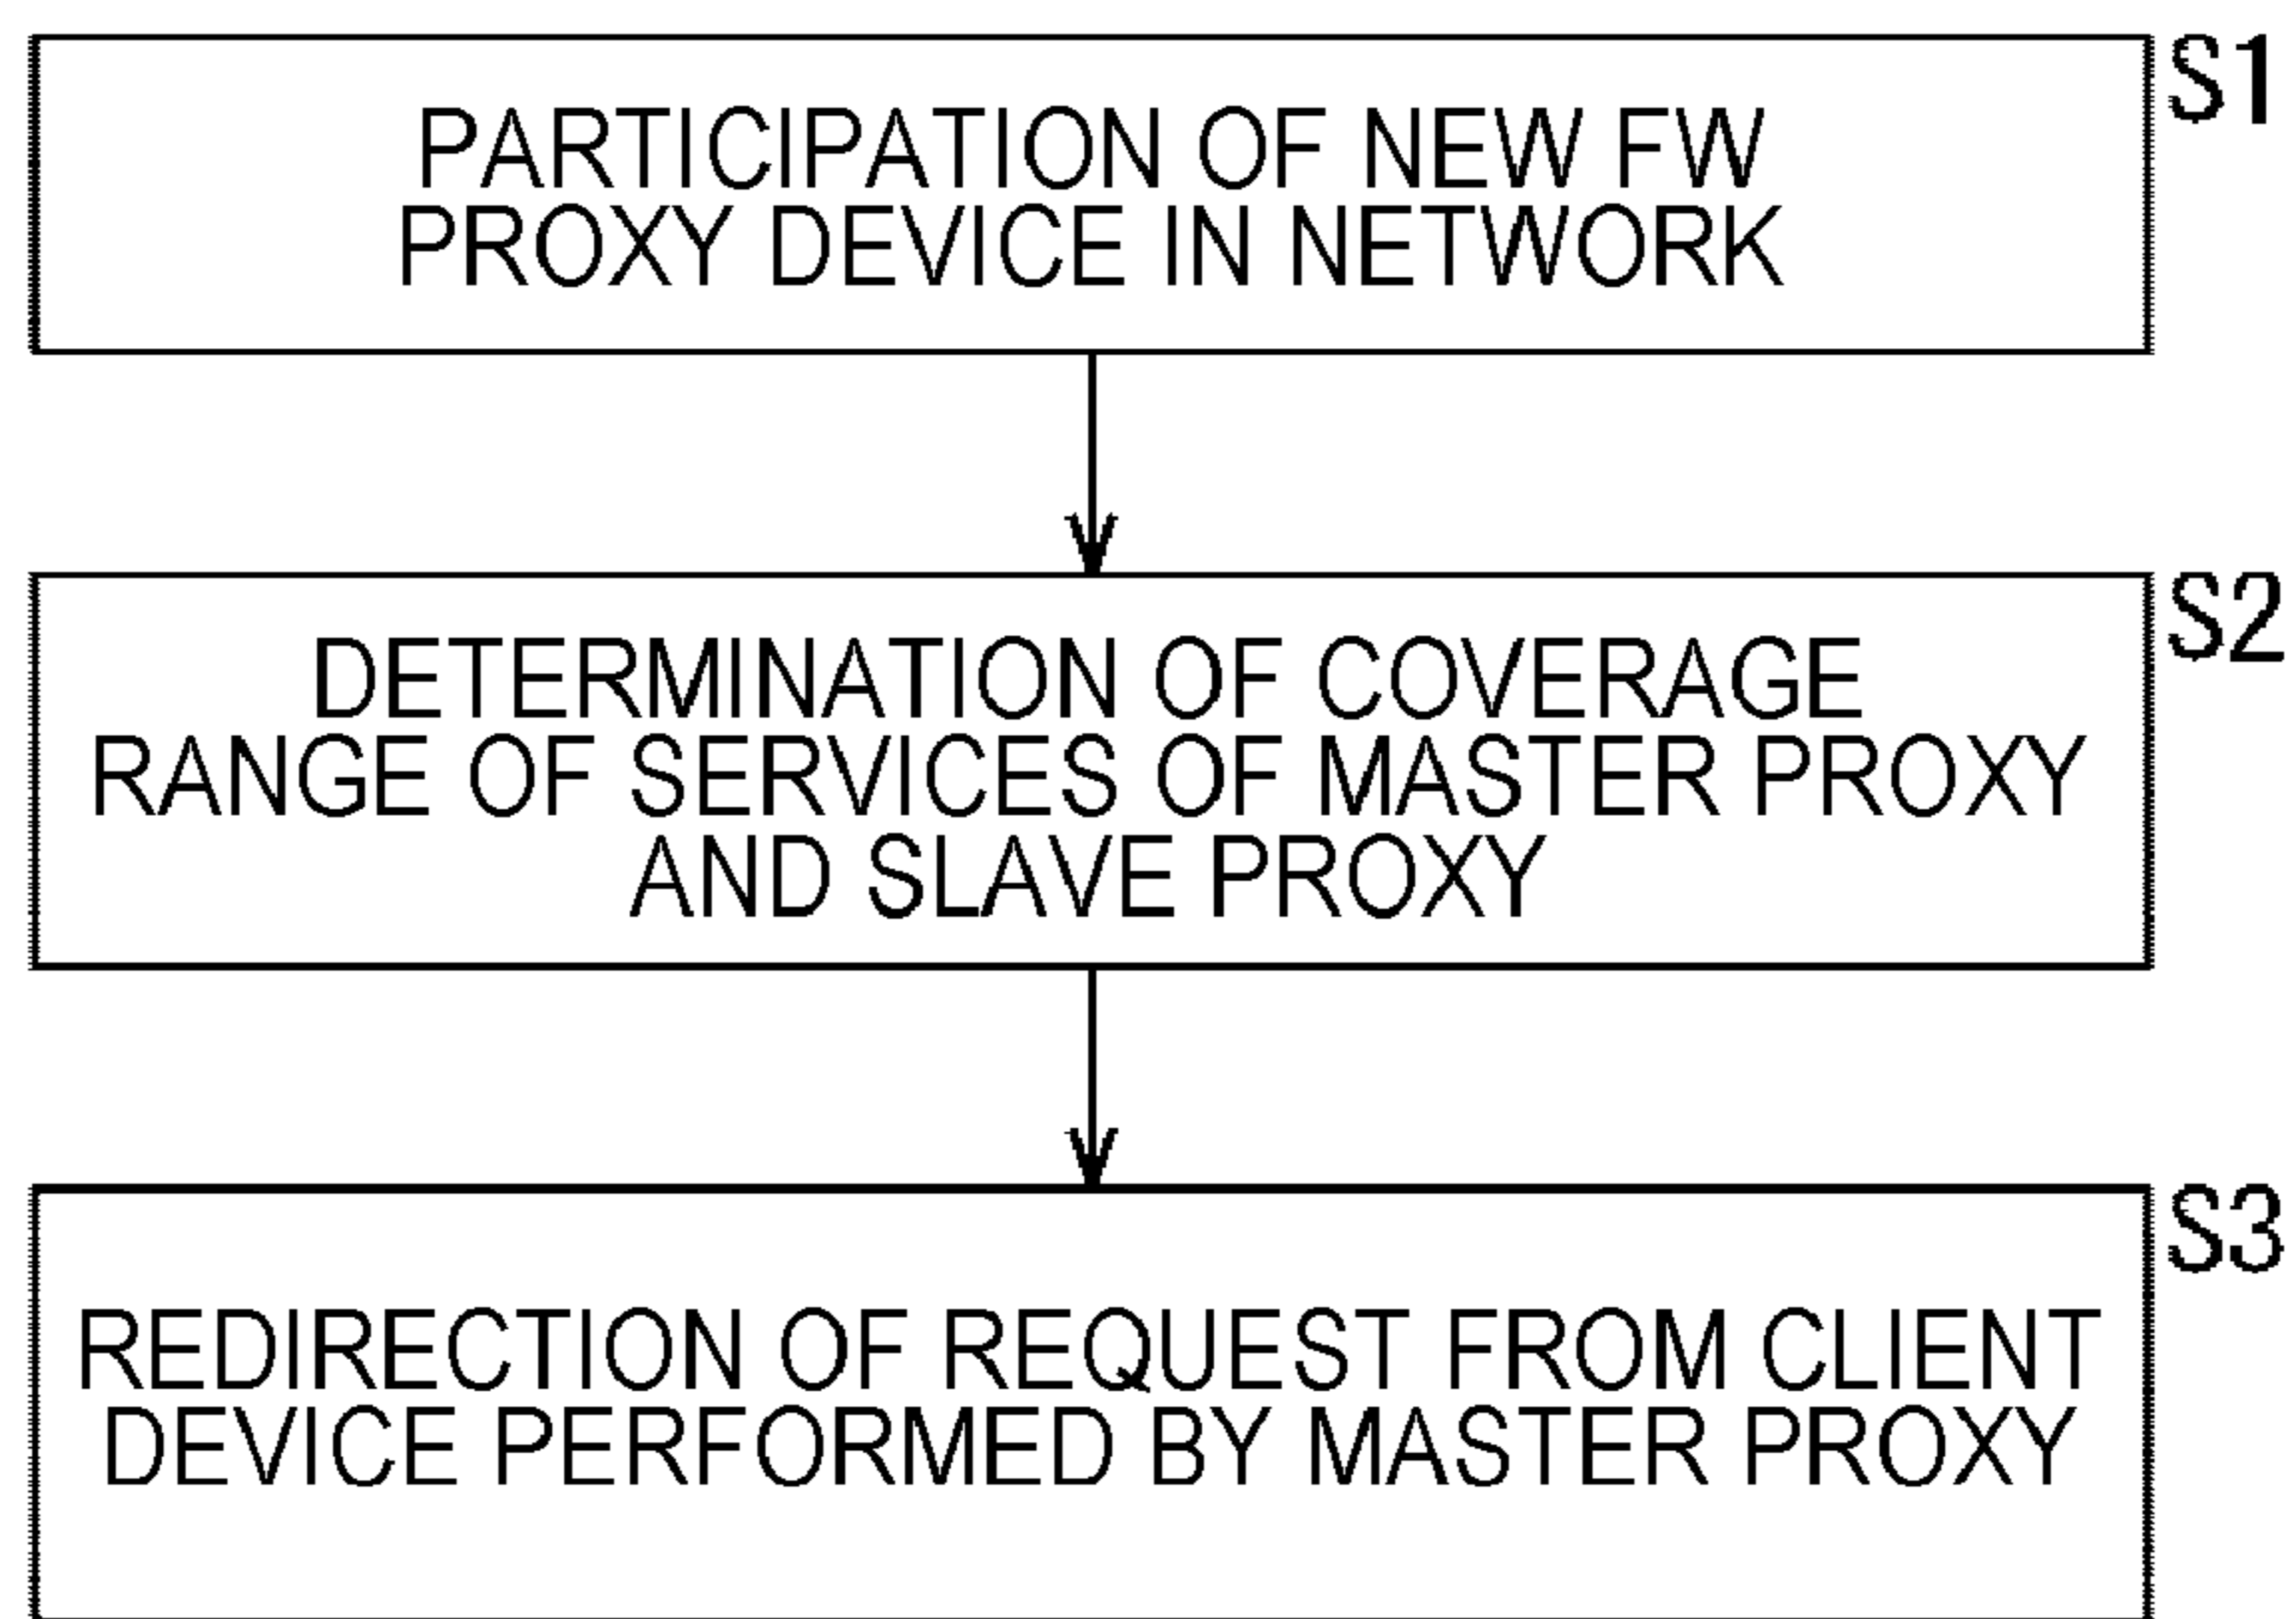 S1
PARTICIPATION OF NEW FW
PROXY DEVICE IN NETWORK
S2
DETERMINATION OF COVERAGE
RANGE OF SERVICES OF MASTER PROXY
AND SLAVE PROXY
S3
REDIRECTION OF REQUEST FROM CLIENT
DEVICE PERFORMED BY MASTER PROXY